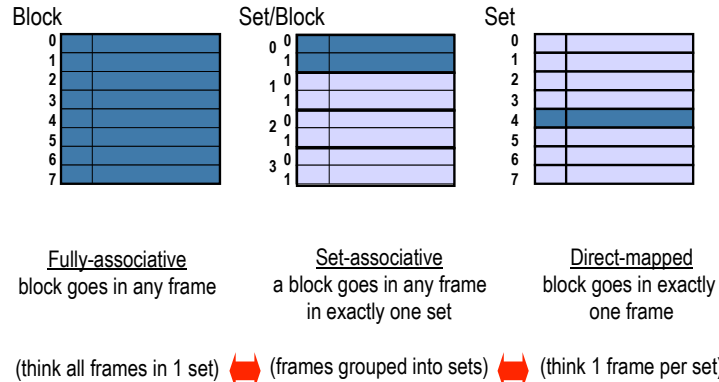 Block
0
1
2
3
4
5
6
7
Set/Block
0 0
1
1 0
1
2 0
1
3 0
1
Set
0
1
2
3
4
5
6
7
Fully-associative
block goes in any frame
Set-associative
a block goes in any frame
in exactly one set
Direct-mapped
block goes in exactly
one frame
(think all frames in 1 set)
(frames grouped into sets)
(think 1 frame per set)